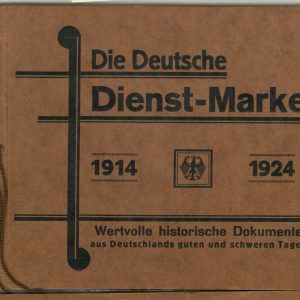 Die Deutsche
Dienst-Marke
1914 1924
Wertvolle historische Dokumente
aus Deutschlands guten und schweren Tage